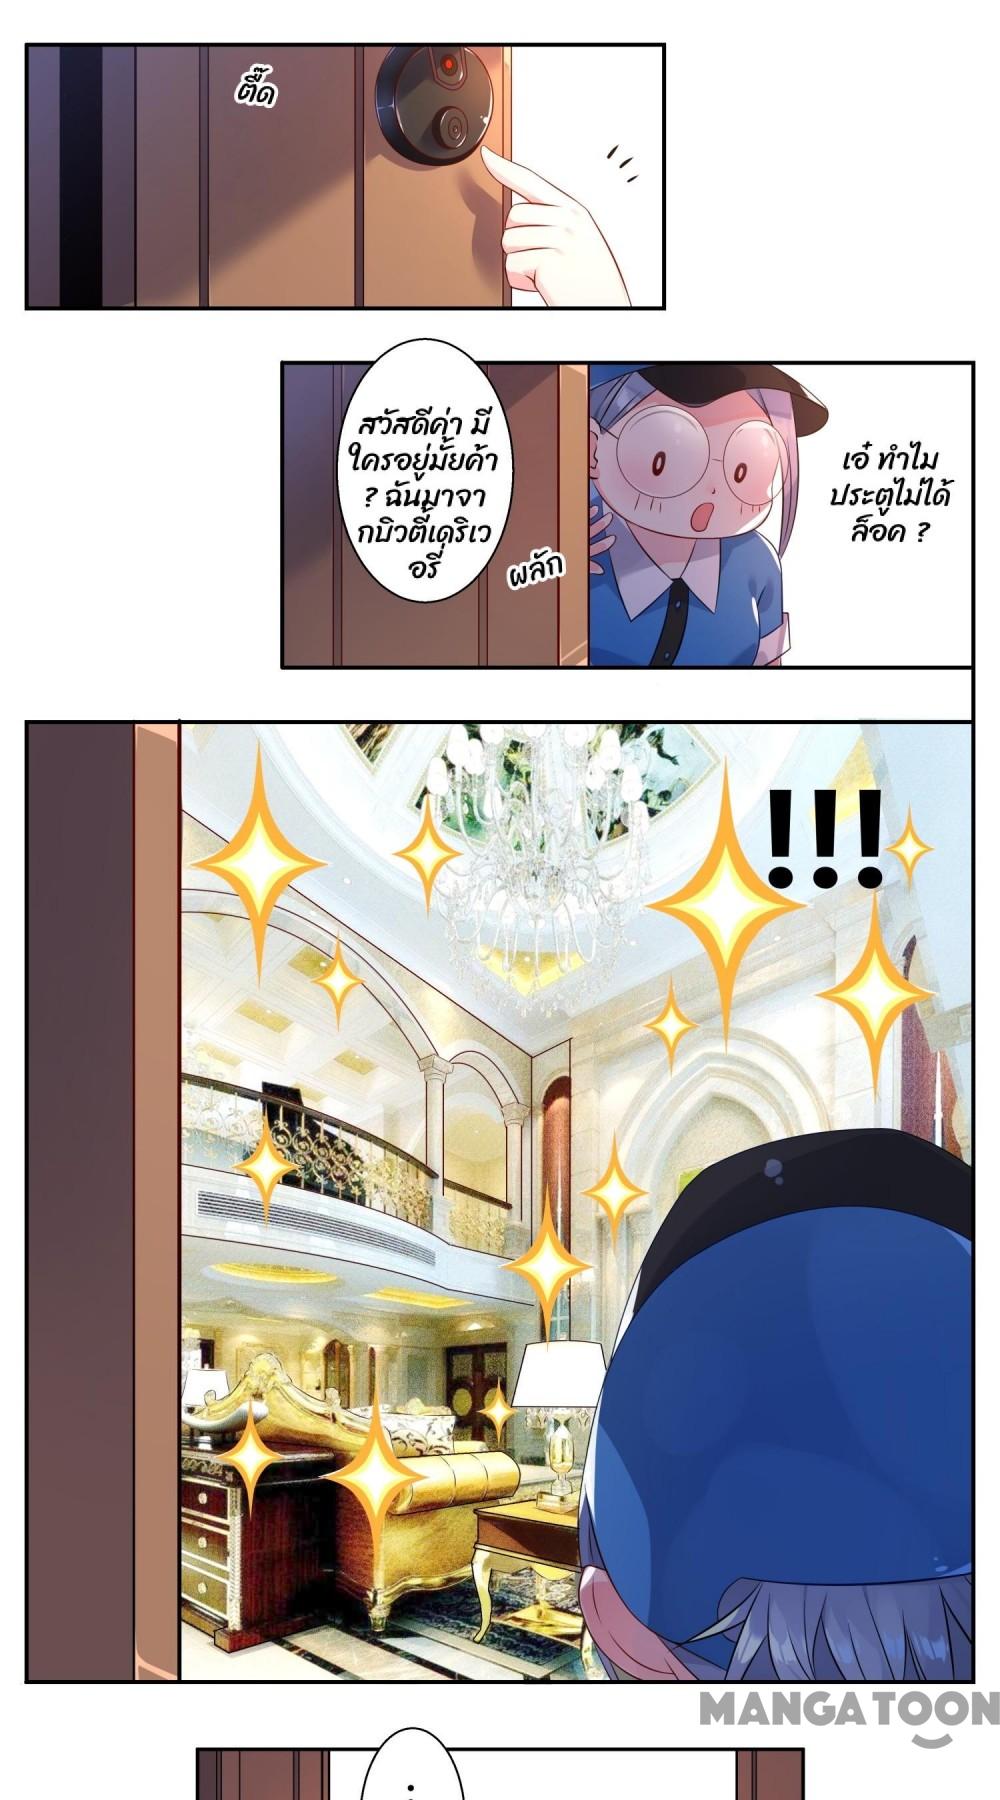 ตื๊ด
สวัสดีค่า มี
ใครอยู่มั้ยค้า
? ฉันมาจา
กบิวตี้เดริเว
อรี่
ผลัก
เอ๋ ทำไม
ประตูไม่ได้
ล็อค ?
!!!
MANGATOON